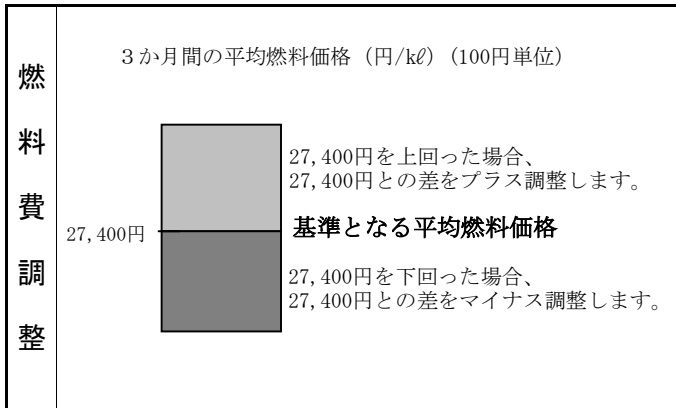 燃料費調整
３か月間の平均燃料価格（円/kℓ）（100円単位）
27,400円を上回った場合、
27,400円との差をプラス調整します。
27,400円
基準となる平均燃料価格
27,400円を下回った場合、
27,400円との差をマイナス調整します。